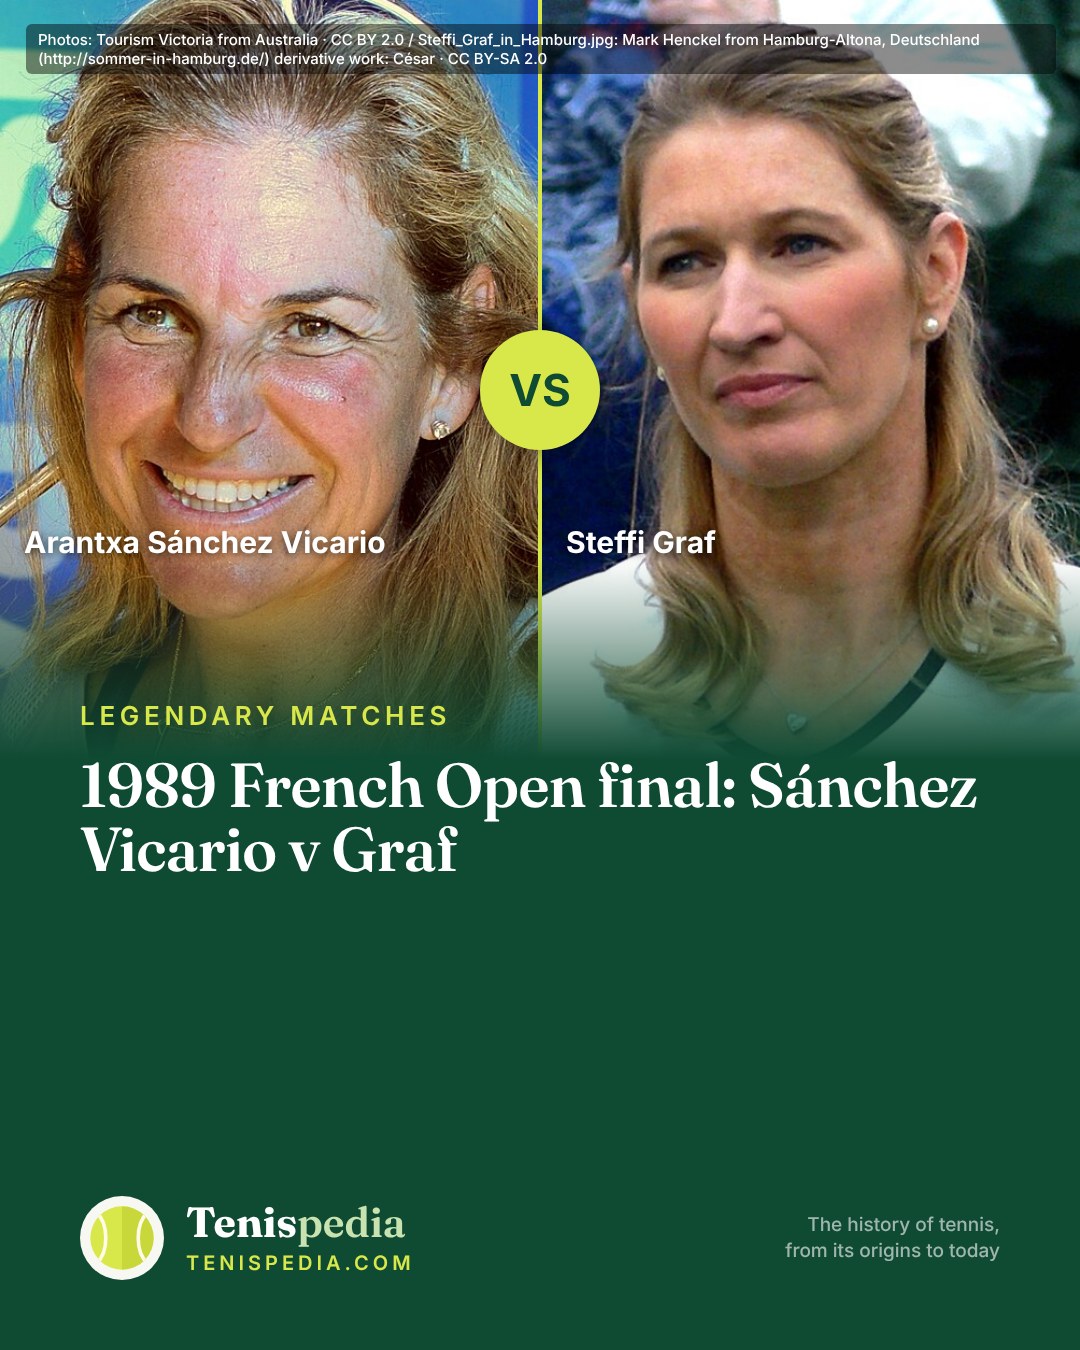 Photos: Tourism Victoria from Australia · CC BY 2.0 / Steffi_Graf_in_Hamburg.jpg: Mark Henckel from Hamburg-Altona, Deutschland
(http://sommer-in-hamburg.de/) derivative work: César · CC BY-SA 2.0
VS
Arantxa Sánchez Vicario
Steffi Graf
LEGENDARY MATCHES
1989 French Open final: Sánchez
Vicario v Graf
Tenispedia
TENISPEDIA.COM
The history of tennis,
from its origins to today